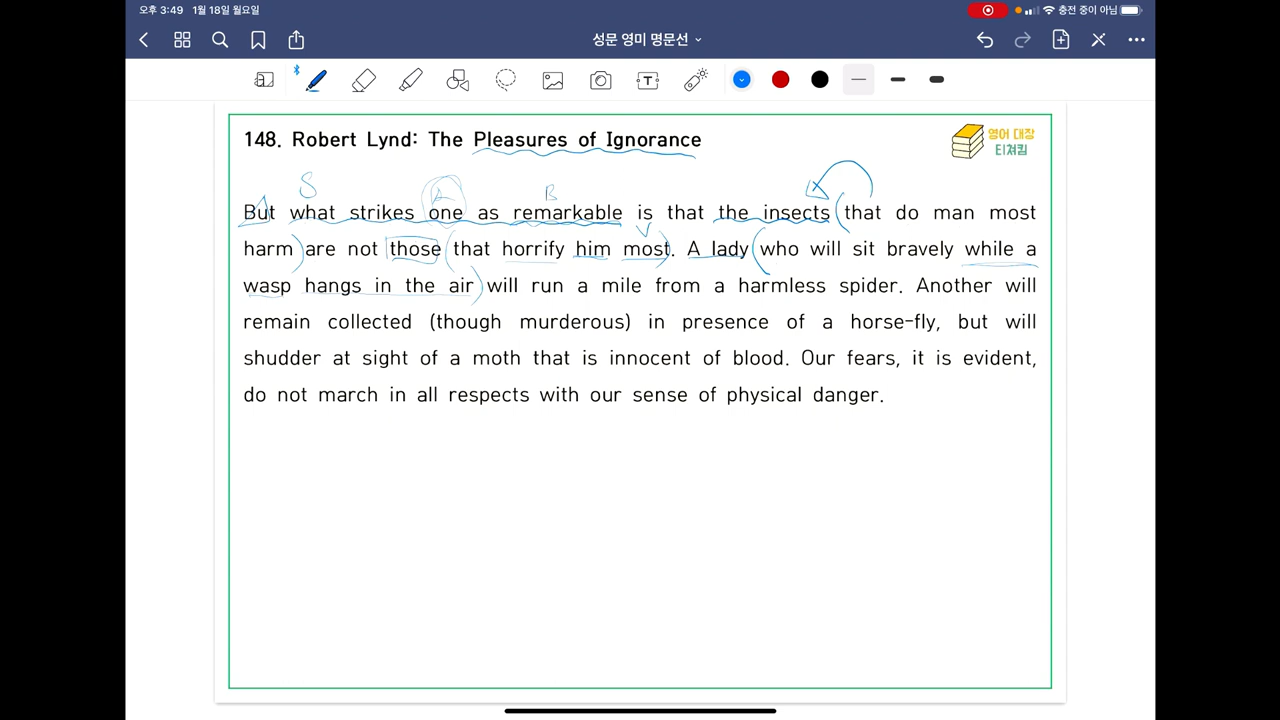 오후 3:49 1월 18일 월요일
충전 중이 아님
성문 영미 명문선
T
148. Robert Lynd: The Pleasures of Ignorance
영어 대장
티쳐킴
S
A
B
But what strikes one as remarkable is that the insects (that do man most
V
harm) are not those (that horrify him most). A lady (who will sit bravely while a
wasp hangs in the air) will run a mile from a harmless spider. Another will
remain collected (though murderous) in presence of a horse-fly, but will
shudder at sight of a moth that is innocent of blood. Our fears, it is evident,
do not march in all respects with our sense of physical danger.